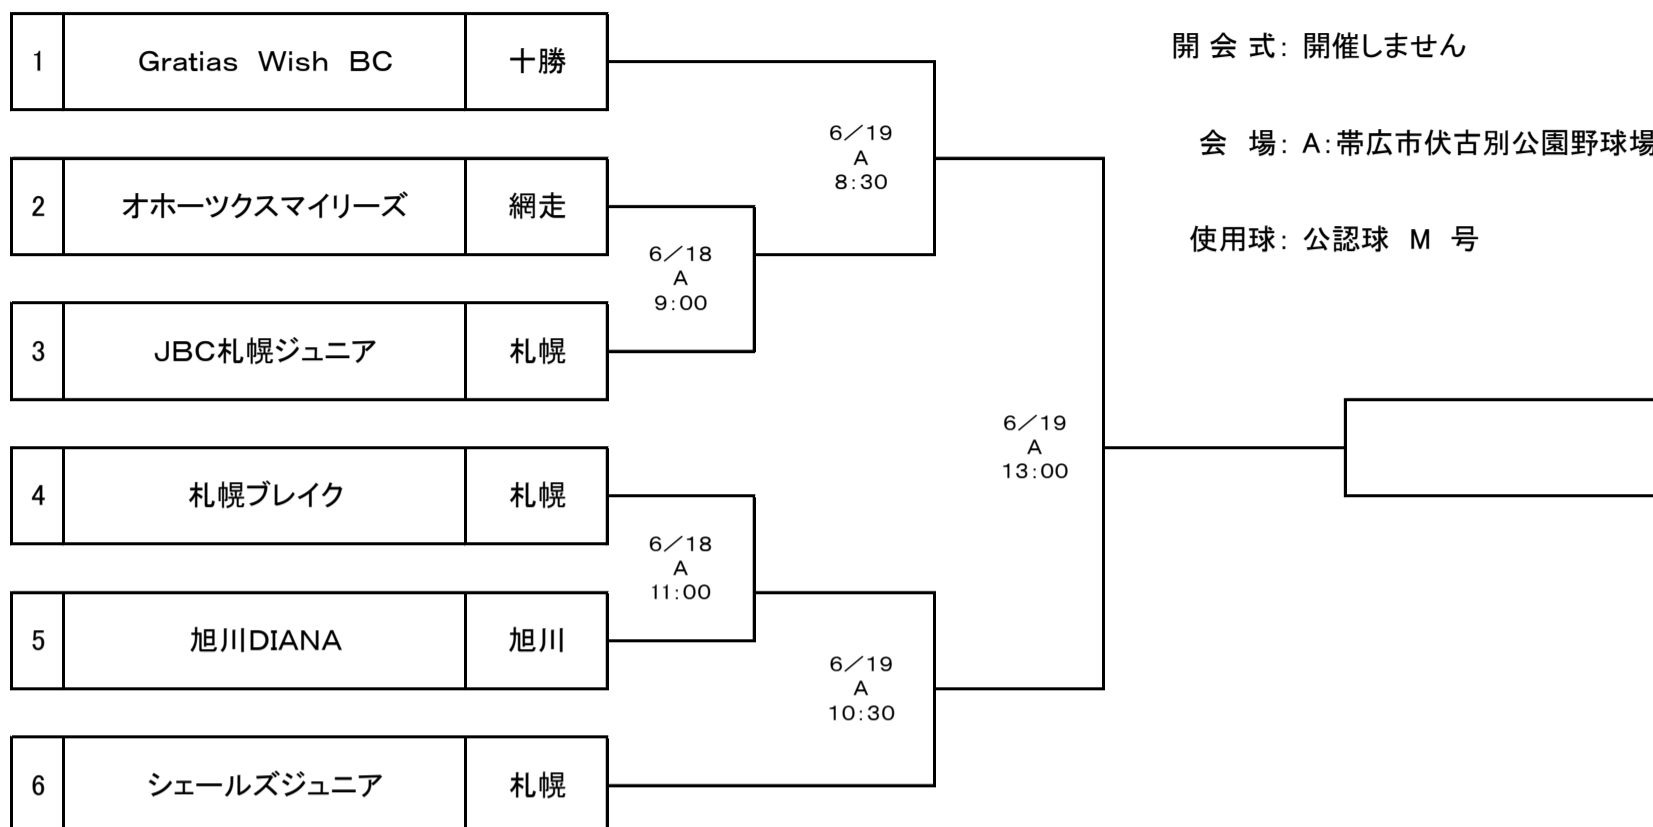 1 Gratias Wish BC 十勝
開会式: 開催しません
6/19
A
8:30
会場: A:帯広市伏古別公園野球場
2 オホーツクスマイリーズ 網走
使用球: 公認球 M 号
6/18
A
9:00
3 JBC札幌ジュニア 札幌
6/19
A
13:00
4 札幌ブレイク 札幌
6/18
A
11:00
5 旭川DIANA 旭川
6/19
A
10:30
6 シェールズジュニア 札幌